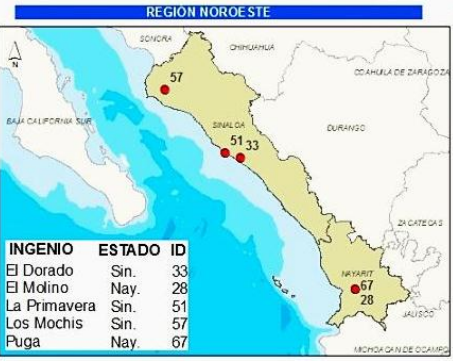 REGIÓN NOROESTE
SONORA
CHIHUAHUA
N
57
COAHUILA DE ZARAGOZA
BAJA CALIFORNIA SUR
SINALOA
DURANGO
51 33
ZACATECAS
INGENIO ESTADO ID
El Dorado Sin. 33
El Molino Nay. 28
La Primavera Sin. 51
Los Mochis Sin. 57
Puga Nay. 67
NAYARIT
67
28
JALISCO
MICHOACAN DE OCAMPO